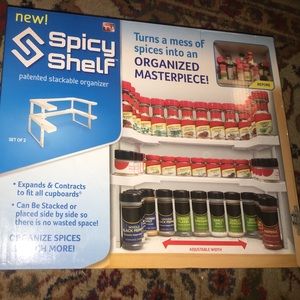 new!
Spicy
Shelf
patented stackable organizer
SET OF 2
• Expands & Contracts
to fit all cupboards*
• Can Be Stacked or
placed side by side so
there is no wasted space!
ORGANIZE SPICES
MORE!
Turns a mess of
spices into an
ORGANIZED
MASTERPIECE!
BEFORE
ADJUSTABLE WIDTH